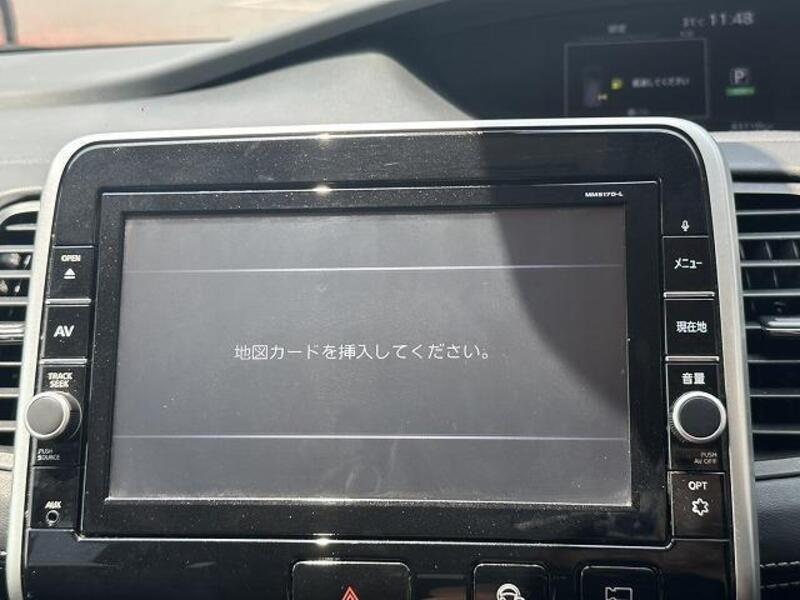 31℃ 11:48
P
MM517D-L
OPEN
AV
TRACK
SEEK
PUSH
SOURCE
AUX
地図カードを挿入してください。
メニュー
現在地
音量
PUSH
AV OFF
OPT